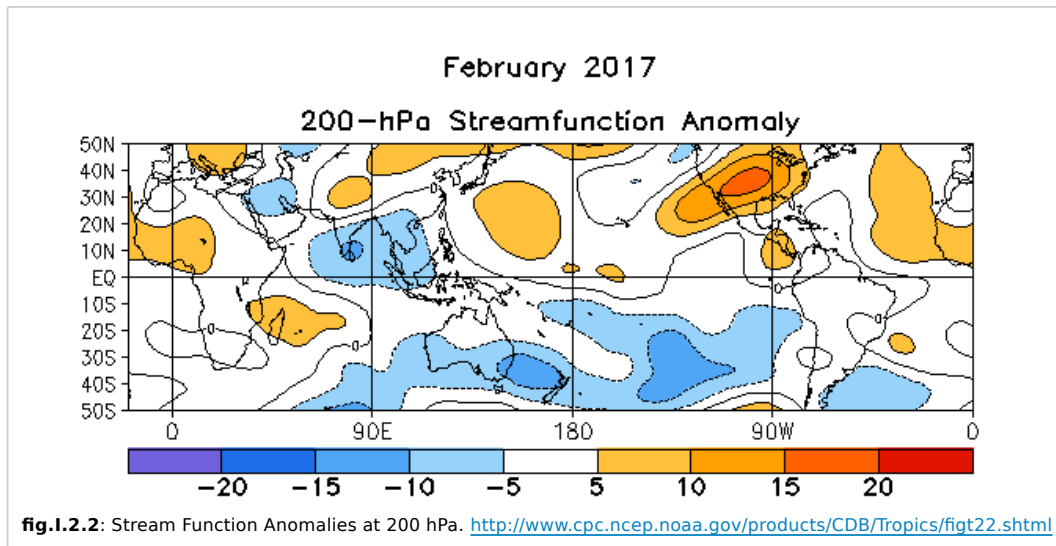 February 2017
200-hPa Streamfunction Anomaly
50N
40N
30N
20N
10N
EQ
10S
20S
30S
40S
50S
0 90E 180 90W 0
-20 -15 -10 -5 5 10 15 20
fig.I.2.2: Stream Function Anomalies at 200 hPa. http://www.cpc.ncep.noaa.gov/products/CDB/Tropics/figt22.shtml